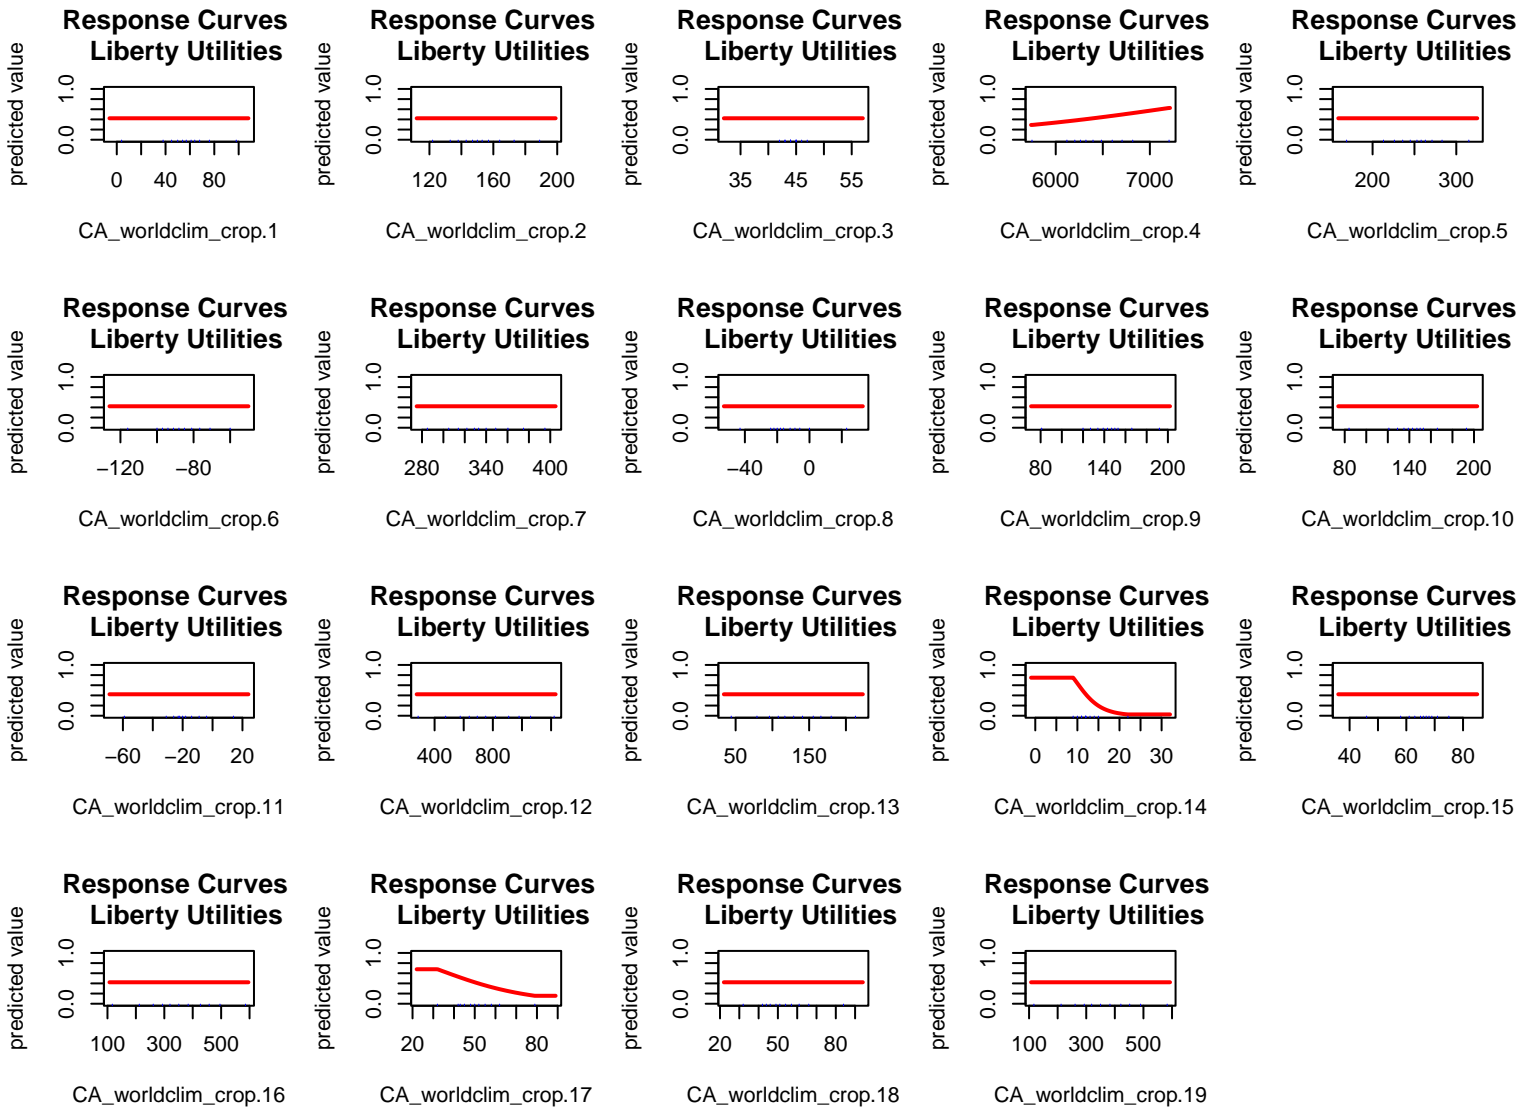 Response Curves
Liberty Utilities
predicted value
0.0 1.0
0 40 80
CA_worldclim_crop.1
Response Curves
Liberty Utilities
predicted value
0.0 1.0
120 160 200
CA_worldclim_crop.2
Response Curves
Liberty Utilities
predicted value
0.0 1.0
35 45 55
CA_worldclim_crop.3
Response Curves
Liberty Utilities
predicted value
0.0 1.0
6000 7000
CA_worldclim_crop.4
Response Curves
Liberty Utilities
predicted value
0.0 1.0
200 300
CA_worldclim_crop.5
Response Curves
Liberty Utilities
predicted value
0.0 1.0
−120 −80
CA_worldclim_crop.6
Response Curves
Liberty Utilities
predicted value
0.0 1.0
280 340 400
CA_worldclim_crop.7
Response Curves
Liberty Utilities
predicted value
0.0 1.0
−40 0
CA_worldclim_crop.8
Response Curves
Liberty Utilities
predicted value
0.0 1.0
80 140 200
CA_worldclim_crop.9
Response Curves
Liberty Utilities
predicted value
0.0 1.0
80 140 200
CA_worldclim_crop.10
Response Curves
Liberty Utilities
predicted value
0.0 1.0
−60 −20 20
CA_worldclim_crop.11
Response Curves
Liberty Utilities
predicted value
0.0 1.0
400 800
CA_worldclim_crop.12
Response Curves
Liberty Utilities
predicted value
0.0 1.0
50 150
CA_worldclim_crop.13
Response Curves
Liberty Utilities
predicted value
0.0 1.0
0 10 20 30
CA_worldclim_crop.14
Response Curves
Liberty Utilities
predicted value
0.0 1.0
40 60 80
CA_worldclim_crop.15
Response Curves
Liberty Utilities
predicted value
0.0 1.0
100 300 500
CA_worldclim_crop.16
Response Curves
Liberty Utilities
predicted value
0.0 1.0
20 50 80
CA_worldclim_crop.17
Response Curves
Liberty Utilities
predicted value
0.0 1.0
20 50 80
CA_worldclim_crop.18
Response Curves
Liberty Utilities
predicted value
0.0 1.0
100 300 500
CA_worldclim_crop.19